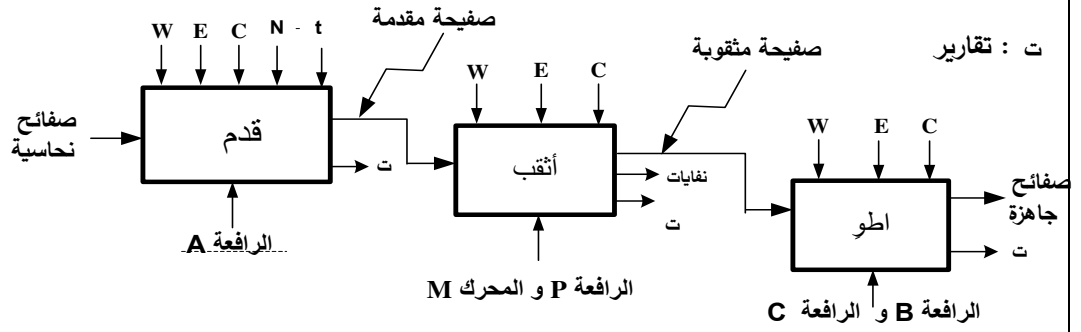 صفيحة مقدمة
W E C N - t
صفائح
نحاسية
قدم
ت
الرافعة A
صفيحة مثقوبة
W E C
أثقب
نفايات
ت
الرافعة P و المحرك M
ت : تقارير
W E C
اطو
صفائح
جاهزة
ت
الرافعة B و الرافعة C